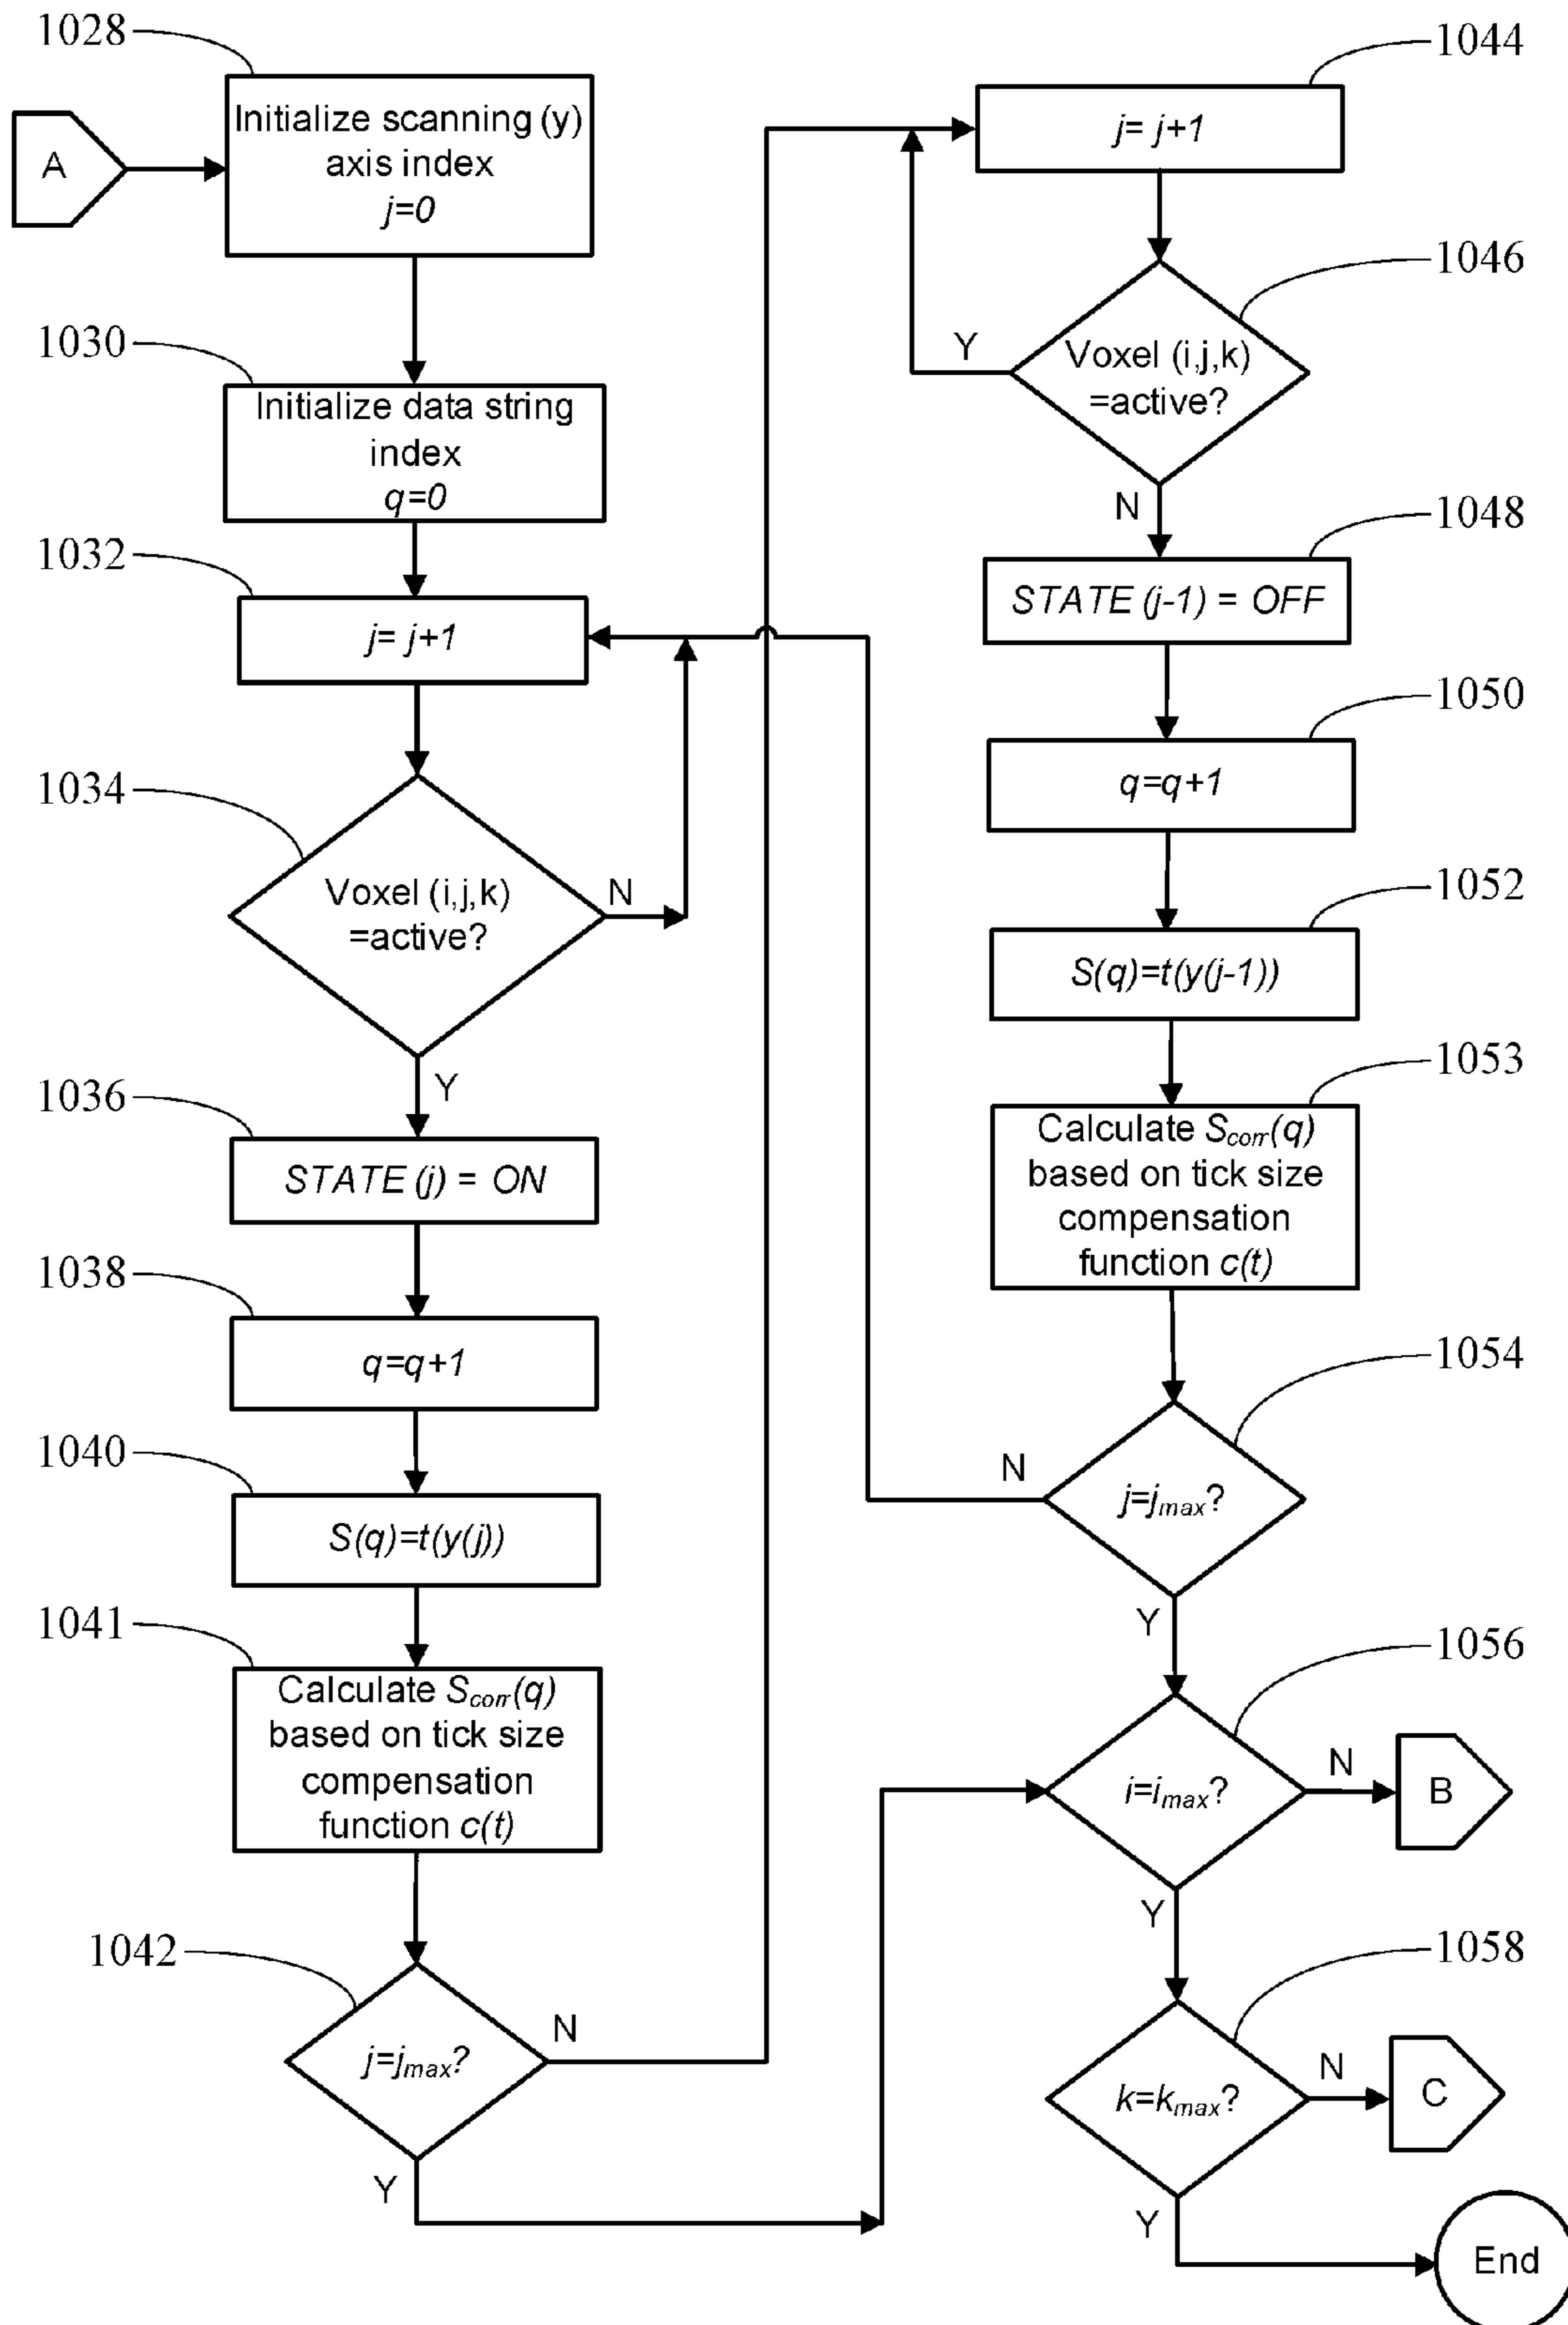 1028
A
Initialize scanning (y)
axis index
j=0
1030
Initialize data string
index
q=0
1032
j= j+1
1034
Voxel (i,j,k)
=active?
N
Y
1036
STATE (j) = ON
1038
q=q+1
1040
S(q)=t(y(j))
1041
Calculate Scorr(q)
based on tick size
compensation
function c(t)
1042
j=jmax?
N
Y
1044
j= j+1
1046
Voxel (i,j,k)
=active?
Y
N
1048
STATE (j-1) = OFF
1050
q=q+1
1052
S(q)=t(y(j-1))
1053
Calculate Scorr(q)
based on tick size
compensation
function c(t)
1054
j=jmax?
N
Y
1056
i=imax?
N
B
Y
1058
k=kmax?
N
C
Y
End